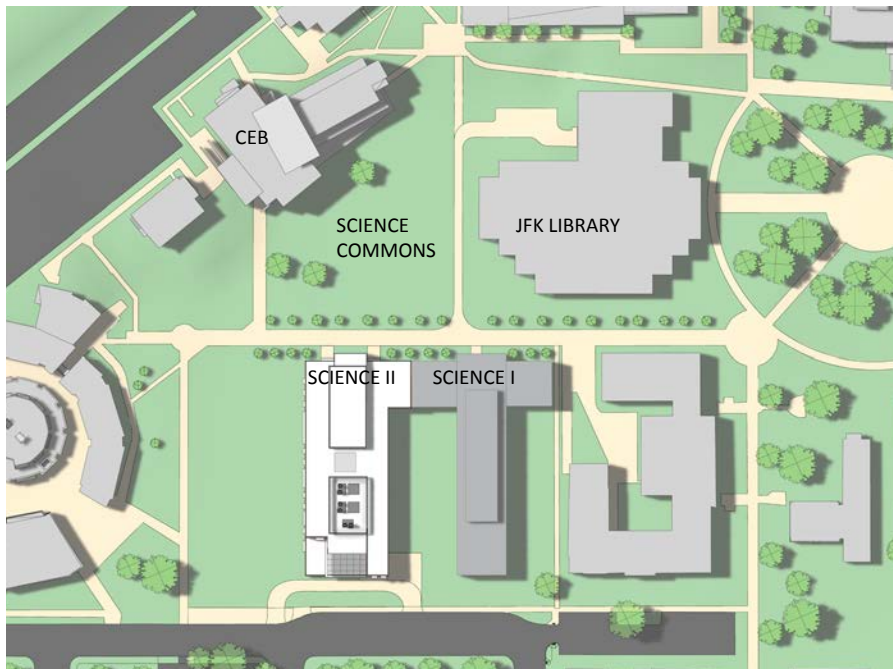 CEB
SCIENCE
COMMONS
JFK LIBRARY
SCIENCE II
SCIENCE I